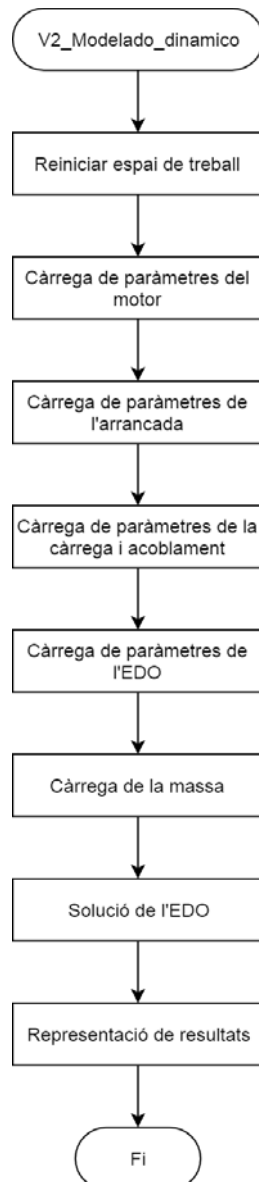 V2_Modelado_dinamico
Reiniciar espai de treball
Càrrega de paràmetres del
motor
Càrrega de paràmetres de
l'arrancada
Càrrega de paràmetres de la
càrrega i acoblament
Càrrega de paràmetres de
l'EDO
Càrrega de la massa
Solució de l'EDO
Representació de resultats
Fi